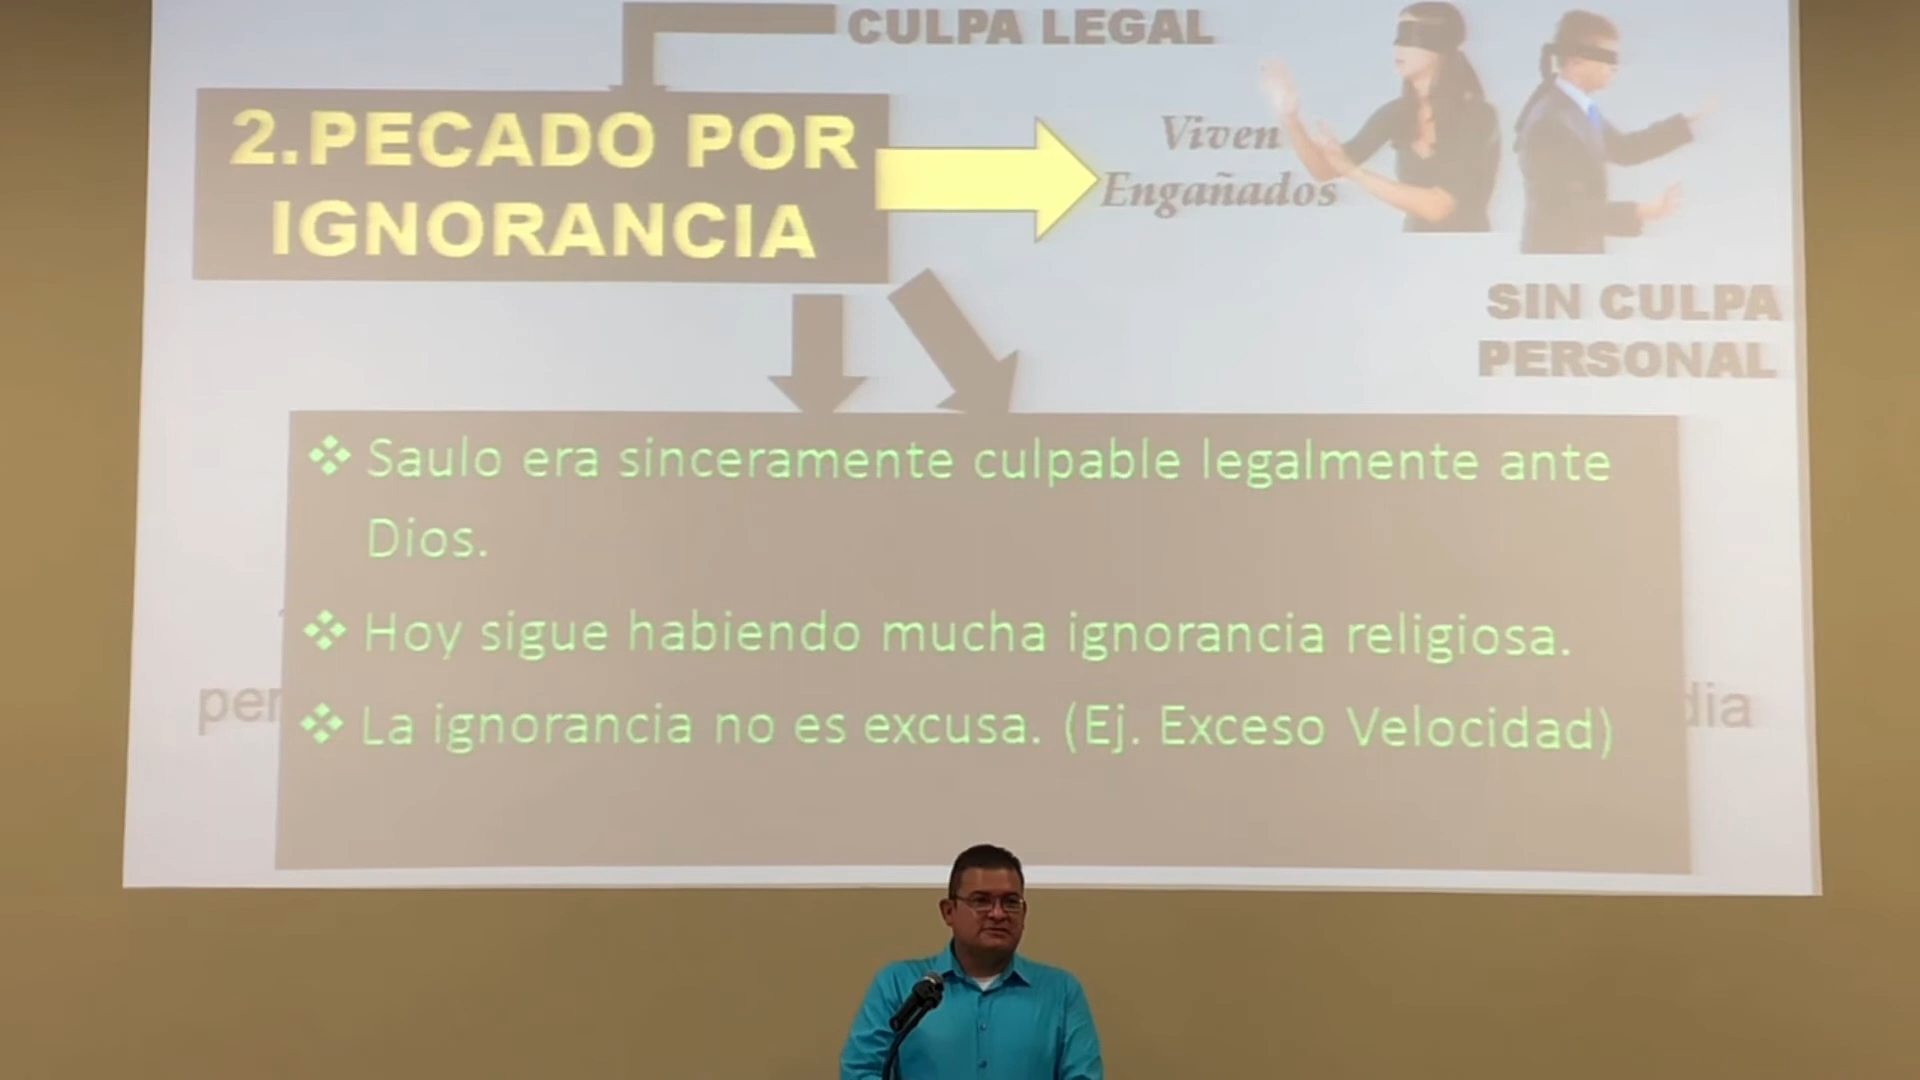 CULPA LEGAL
2.PECADO POR
IGNORANCIA
Viven
Engañados
SIN CULPA
PERSONAL
❖ Saulo era sinceramente culpable legalmente ante
Dios.
❖ Hoy sigue habiendo mucha ignorancia religiosa.
❖ La ignorancia no es excusa. (Ej. Exceso Velocidad)